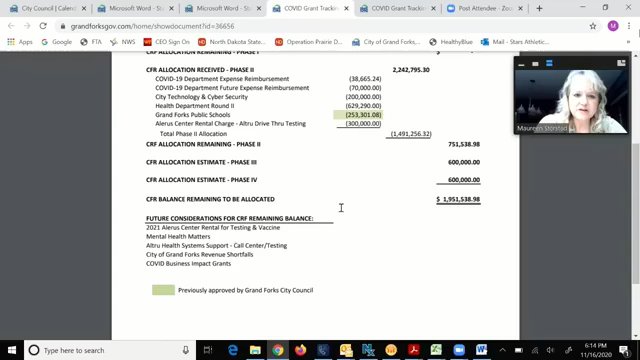 City Council | Calend
Microsoft Word -
Microsoft Word -
COVID Grant Trackin
COVID Grant Trackin
Post Attendee - Zoo
grandforksgov.com/home/showdocument?id=36656
M
Google
FTA
NWS
CEO Sign On
North Dakota State...
Operation Prairie D...
City of Grand Forks...
HealthyBlue
Mail - Stars Athletic...
CFR ALLOCATION REMAINING - PHASE I
CFR ALLOCATION RECEIVED - PHASE II 2,242,795.30
COVID-19 Department Expense Reimbursement (38,665.24)
COVID-19 Department Future Expense Reimbursement (70,000.00)
City Technology & Cyber Security (200,000.00)
Health Department Round II (629,290.00)
Grand Forks Public Schools (253,301.08)
Alerus Center Rental Charge - Altru Drive Thru Testing (300,000.00)
Total Phase II Allocation (1,491,256.32)
CFR ALLOCATION REMAINING - PHASE II 751,538.98
CFR ALLOCATION ESTIMATE - PHASE III 600,000.00
CFR ALLOCATION ESTIMATE - PHASE IV 600,000.00
CFR BALANCE REMAINING TO BE ALLOCATED $ 1,951,538.98
FUTURE CONSIDERATIONS FOR CRF REMAINING BALANCE:
2021 Alerus Center Rental for Testing & Vaccine
Mental Health Matters
Altru Health Systems Support - Call Center/Testing
City of Grand Forks Revenue Shortfalls
COVID Business Impact Grants
Previously approved by Grand Forks City Council
Maureen Storstad
Type here to search
6:14 PM
11/16/2020